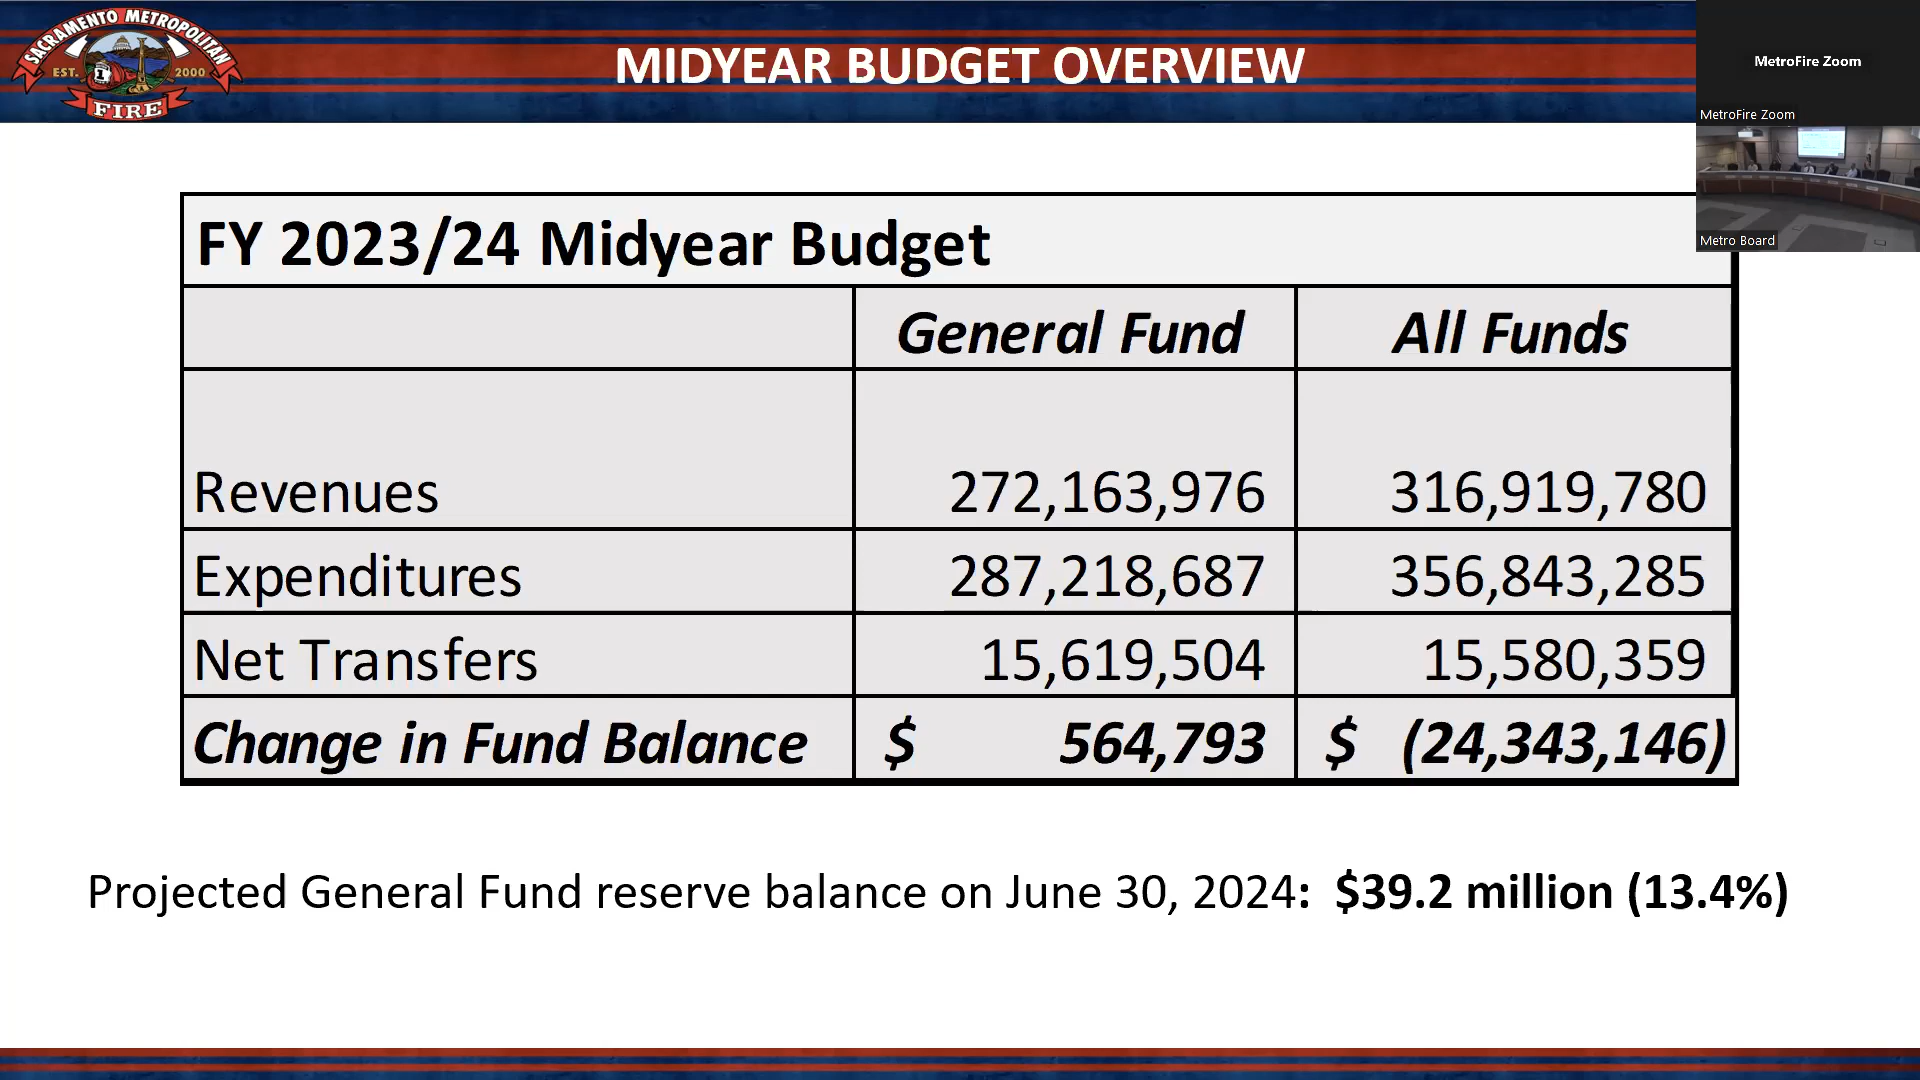 SACRAMENTO METROPOLITAN
EST. 2000
1
FIRE
MIDYEAR BUDGET OVERVIEW
MetroFire Zoom
MetroFire Zoom
Metro Board
FY 2023/24 Midyear Budget
General Fund All Funds
Revenues 272,163,976 316,919,780
Expenditures 287,218,687 356,843,285
Net Transfers 15,619,504 15,580,359
Change in Fund Balance $ 564,793 $ (24,343,146)
Projected General Fund reserve balance on June 30, 2024: $39.2 million (13.4%)